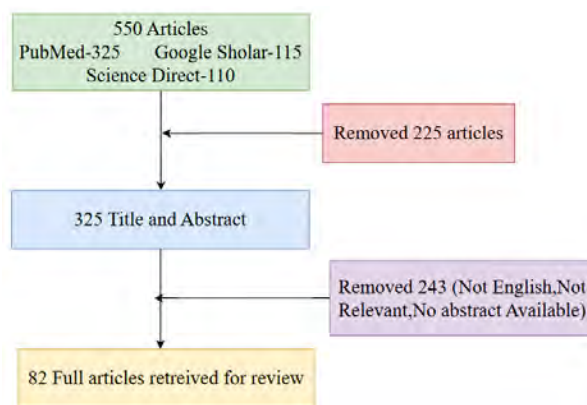 550 Articles
PubMed-325 Google Sholar-115
Science Direct-110
Removed 225 articles
325 Title and Abstract
Removed 243 (Not English,Not
Relevant,No abstract Available)
82 Full articles retreived for review